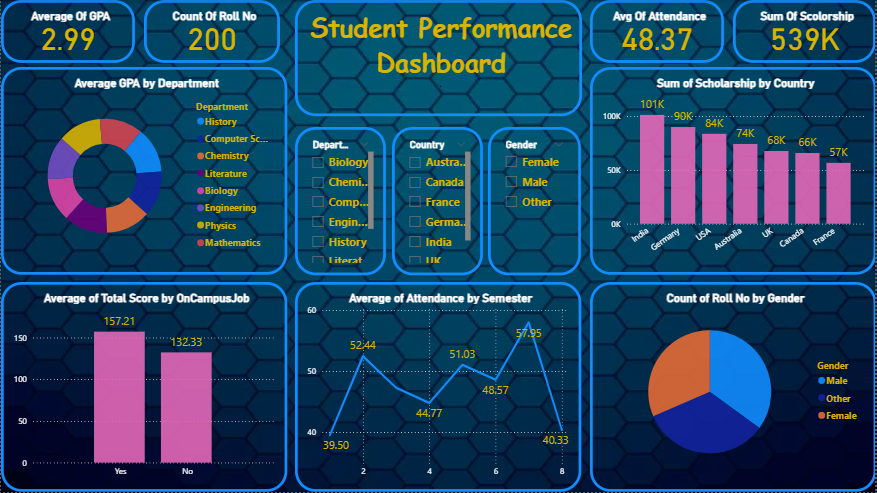 Average Of GPA
2.99
Count Of Roll No
200
Student Performance
Dashboard
Avg Of Attendance
48.37
Sum Of Scolorship
539K
Average GPA by Department
Department
History
Computer Sc...
Chemistry
Literature
Biology
Engineering
Physics
Mathematics
Depart...
Biology
Chemi...
Comp...
Engin...
History
Literat
Country
Austra...
Canada
France
Germa...
India
UK
Gender
Female
Male
Other
Sum of Scholarship by Country
100K
50K
0K
101K
90K
84K
74K
68K
66K
57K
India
Germany
USA
Australia
UK
Canada
France
Average of Total Score by OnCampusJob
150
100
50
0
157.21
132.33
Yes
No
Average of Attendance by Semester
60
50
40
39.50
52.44
44.77
51.03
48.57
57.95
40.33
2
4
6
8
Count of Roll No by Gender
Gender
Male
Other
Female